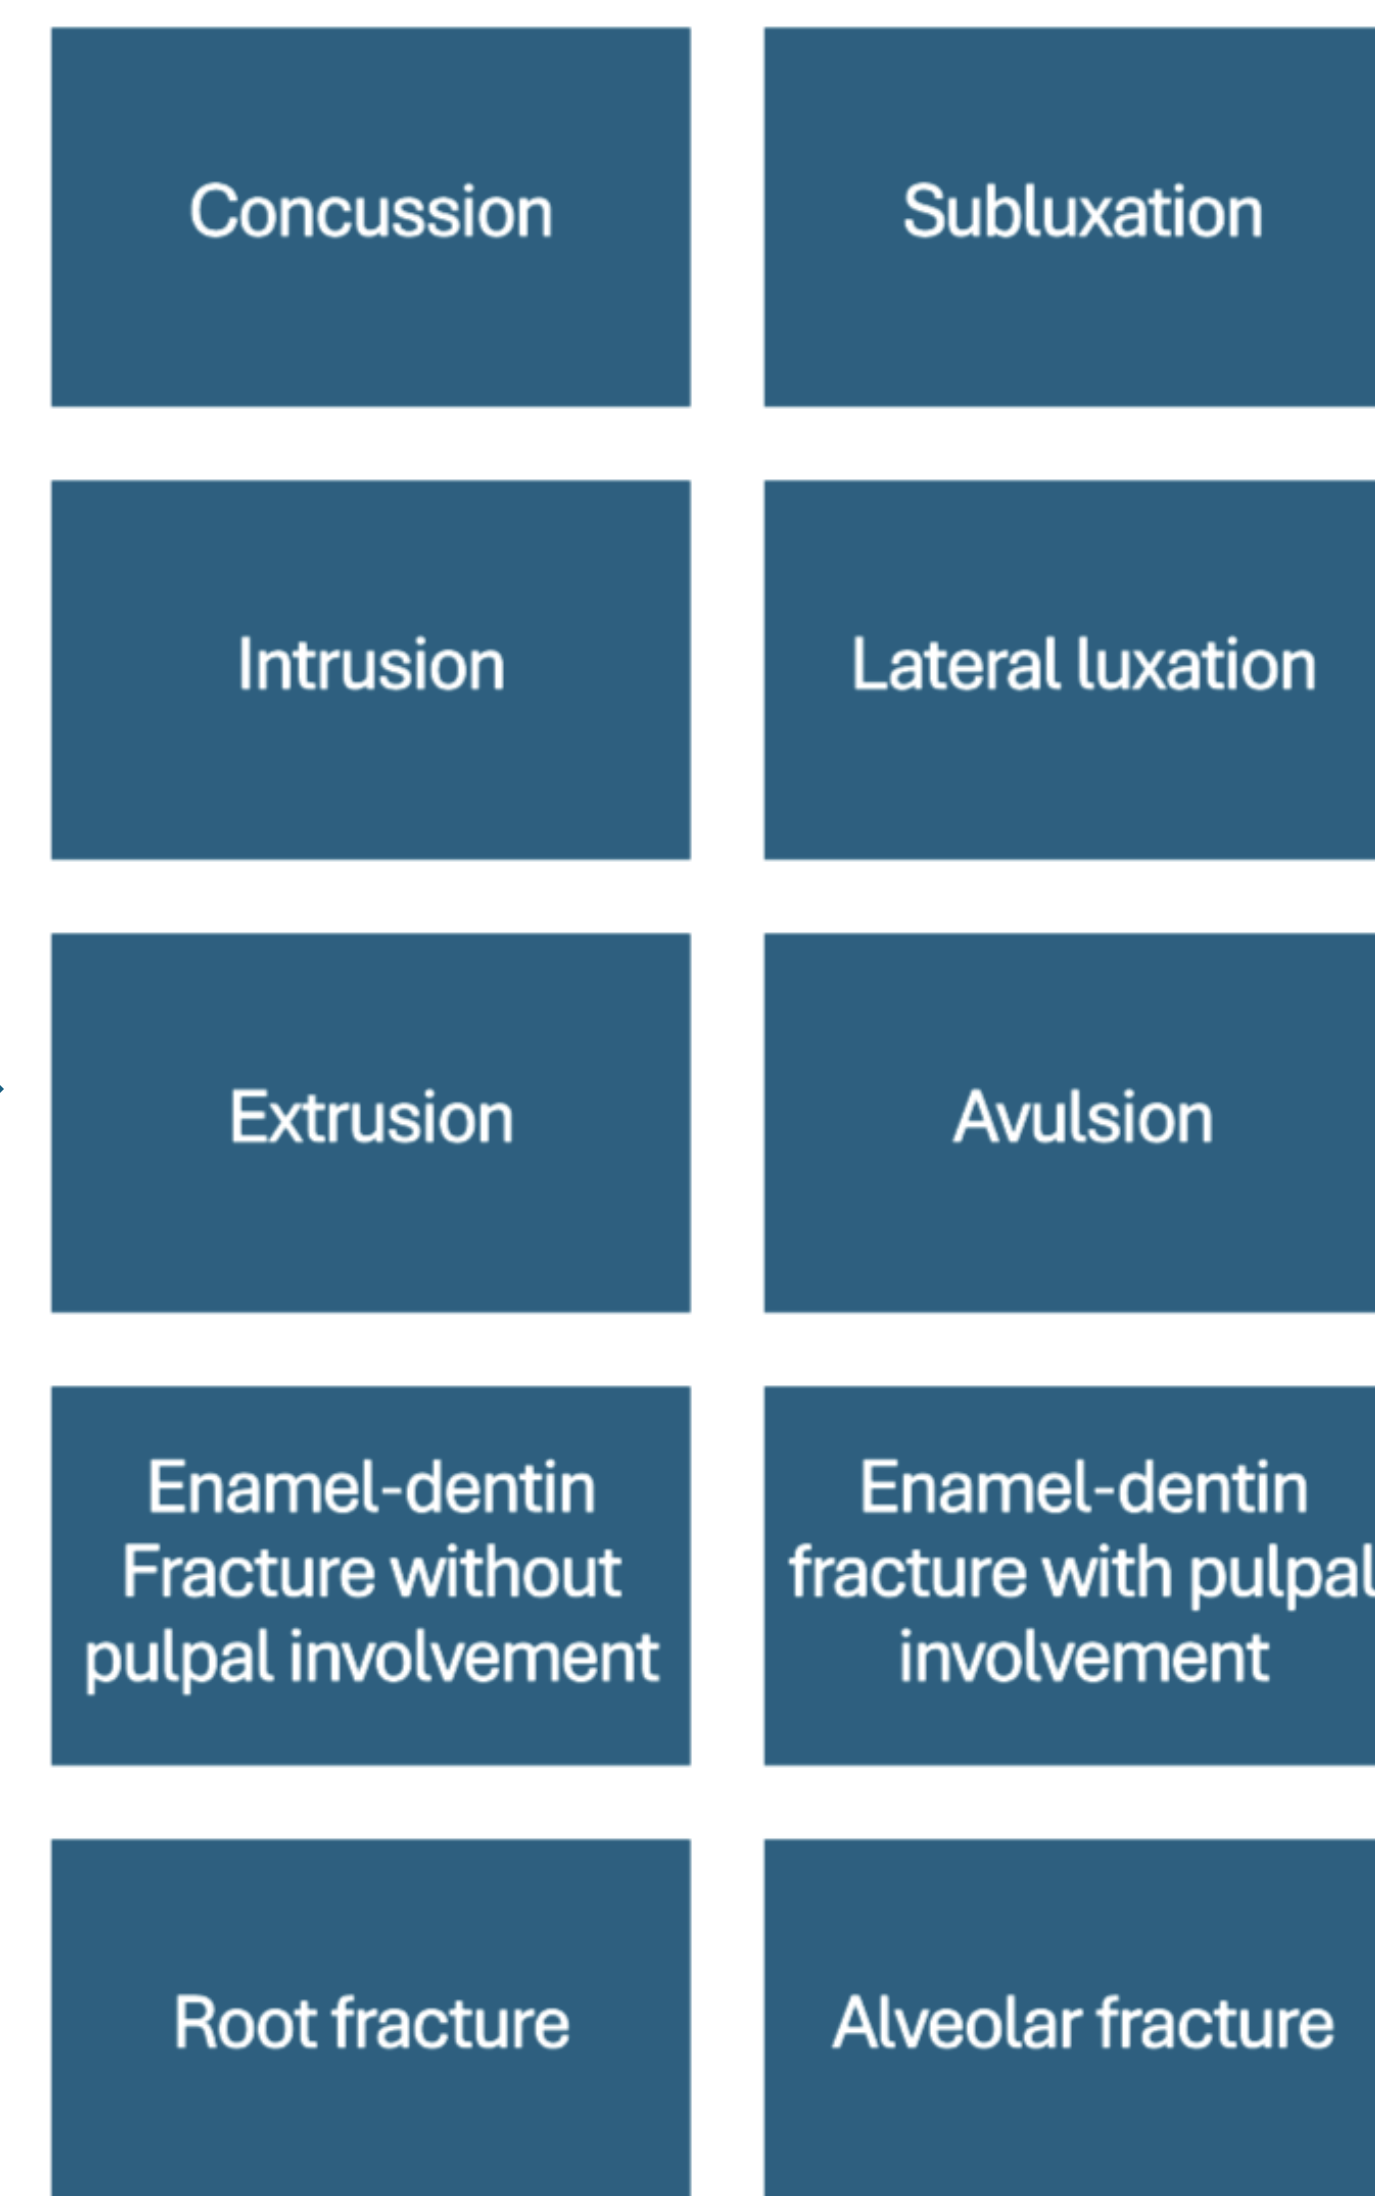 Concussion
Subluxation
Intrusion
Lateral luxation
Extrusion
Avulsion
Enamel-dentin
Fracture without
pulpal involvement
Enamel-dentin
fracture with pulpal
involvement
Root fracture
Alveolar fracture